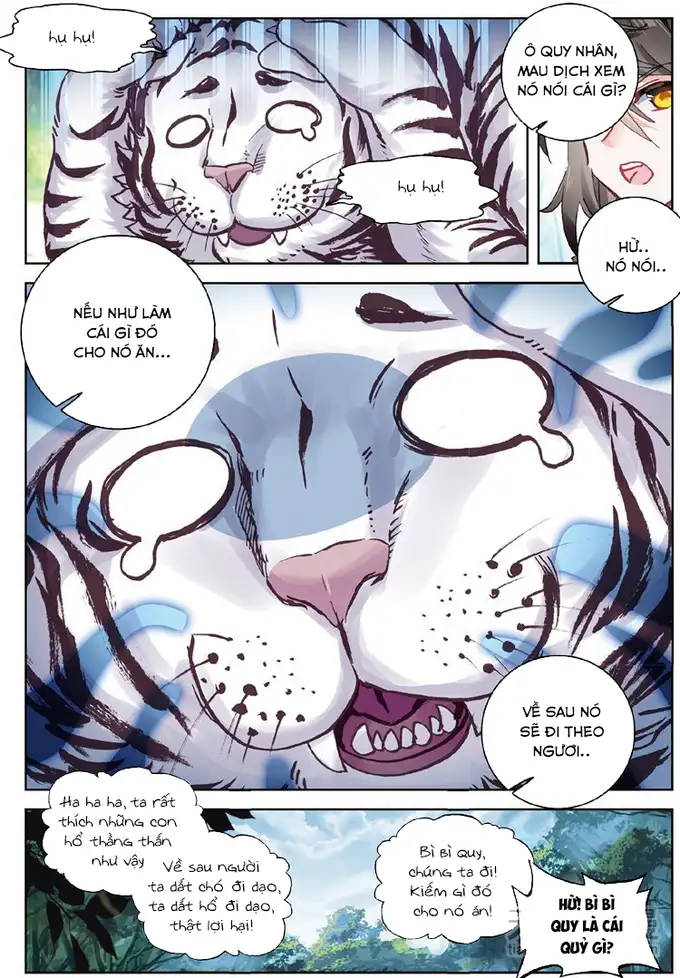 hụ hụ!
Ô QUY NHÂN,
MAU DỊCH XEM
NÓ NÓI CÁI GÌ?
hụ hụ!
HỪ..
NÓ NÓI..
NẾU NHƯ LÀM
CÁI GÌ ĐÓ
CHO NÓ ĂN...
VỀ SAU NÓ
SẼ ĐI THEO
NGƯƠI..
Ha ha ha, ta rất
thích những con
hổ thẳng thắn
như vậy
Về sau người
ta dắt chó đi dạo,
ta dắt hổ đi dạo,
thật lợi hại!
Bì Bì Quy,
chúng ta đi!
Kiếm gì đó
cho nó ăn!
HỪ! BÌ BÌ
QUY LÀ CÁI
QUỶ GÌ?